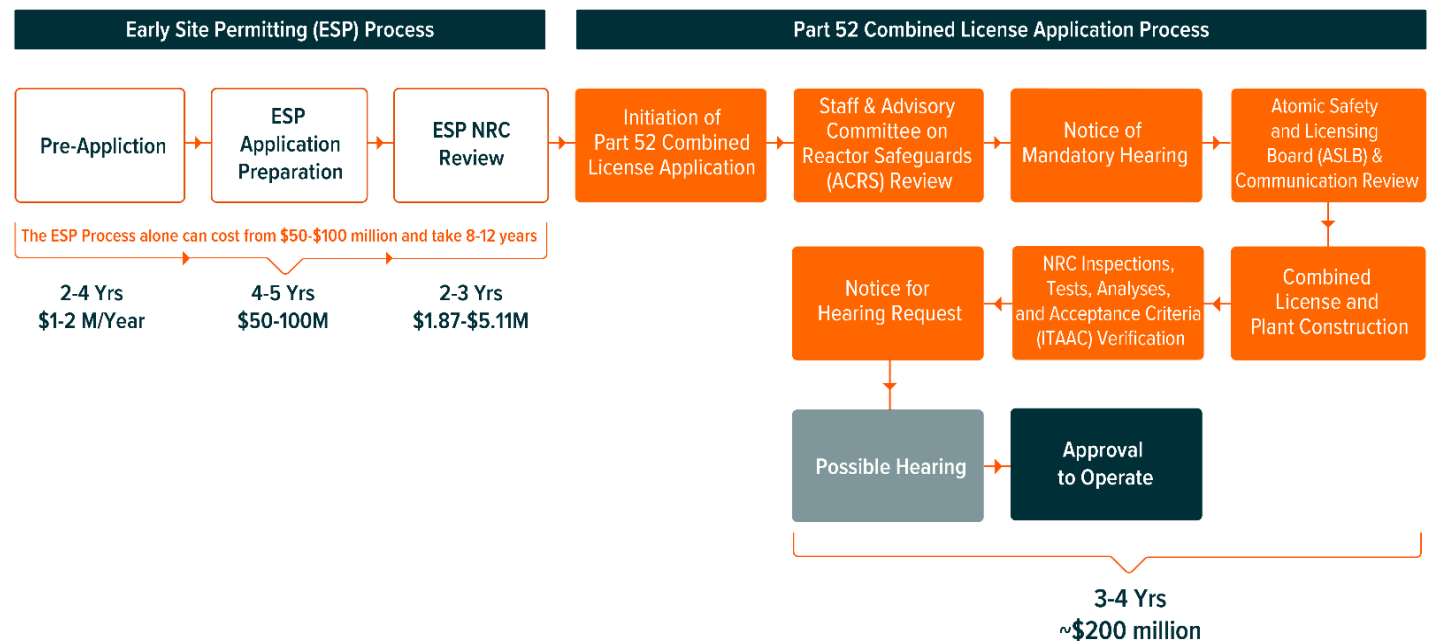 Early Site Permitting (ESP) Process
Part 52 Combined License Application Process
Pre-Appliction
ESP
Application
Preparation
ESP NRC
Review
Initiation of
Part 52 Combined
License Application
Staff & Advisory
Committee on
Reactor Safeguards
(ACRS) Review
Notice of
Mandatory Hearing
Atomic Safety
and Licensing
Board (ASLB) &
Communication Review
The ESP Process alone can cost from $50-$100 million and take 8-12 years
2-4 Yrs
$1-2 M/Year
4-5 Yrs
$50-100M
2-3 Yrs
$1.87-$5.11M
Combined
License and
Plant Construction
NRC Inspections,
Tests, Analyses,
and Acceptance Criteria
(ITAAC) Verification
Notice for
Hearing Request
Possible Hearing
Approval
to Operate
3-4 Yrs
~$200 million